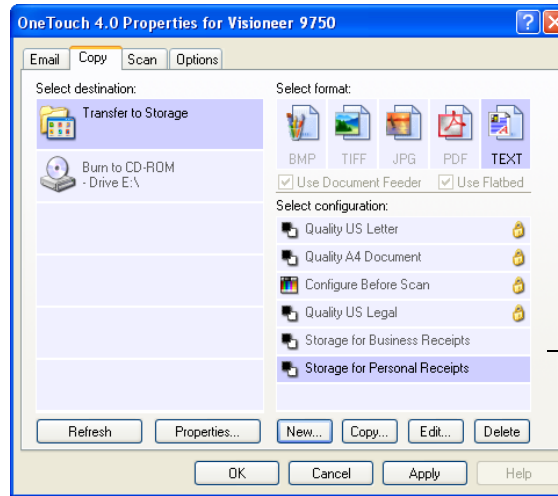 OneTouch 4.0 Properties for Visioneer 9750
Email Copy Scan Options
Select destination:
Transfer to Storage
Burn to CD-ROM
- Drive E:\
Refresh Properties...
Select format:
BMP TIFF JPG PDF TEXT
Use Document Feeder Use Flatbed
Select configuration:
Quality US Letter
Quality A4 Document
Configure Before Scan
Quality US Legal
Storage for Business Receipts
Storage for Personal Receipts
New... Copy... Edit... Delete
OK Cancel Apply Help